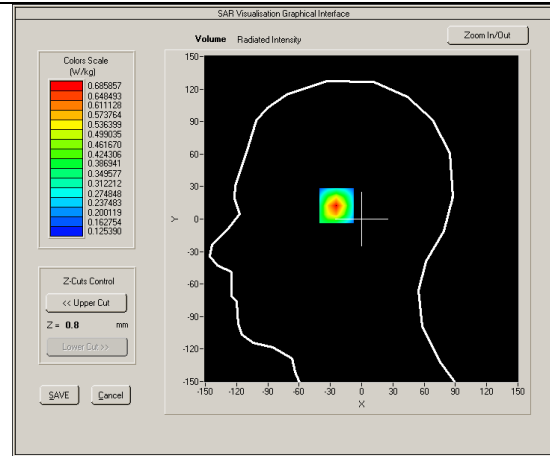 SAR Visualisation Graphical Interface
Volume Radiated Intensity
Zoom In/Out
Colors Scale
(W/kg)
0.685857
0.648493
0.611128
0.573764
0.536399
0.499035
0.461670
0.424306
0.386941
0.349577
0.312212
0.274848
0.237483
0.200119
0.162754
0.125390
Z-Cuts Control
<< Upper Cut
Z = 0.8 mm
Lower Cut >>
SAVE Cancel
150
120
90
60
30
Y 0
-30
-60
-90
-120
-150
-150 -120 -90 -60 -30 0 30 60 90 120 150
X